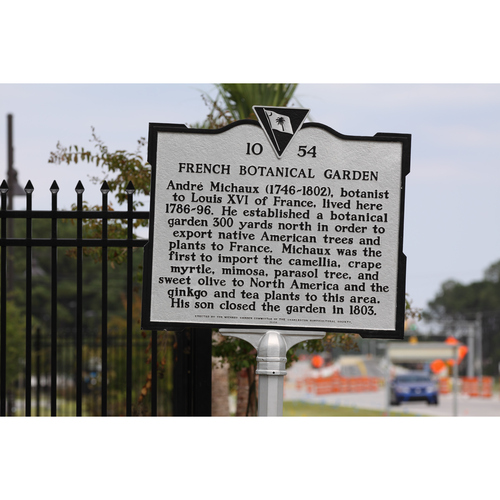 10 54
FRENCH BOTANICAL GARDEN
André Michaux (1746-1802), botanist
to Louis XVI of France, lived here
1786-96. He established a botanical
garden 300 yards north in order to
export native American trees and
plants to France. Michaux was the
first to import the camellia, crape
myrtle, mimosa, parasol tree, and
sweet olive to North America and the
ginkgo and tea plants to this area.
His son closed the garden in 1803.